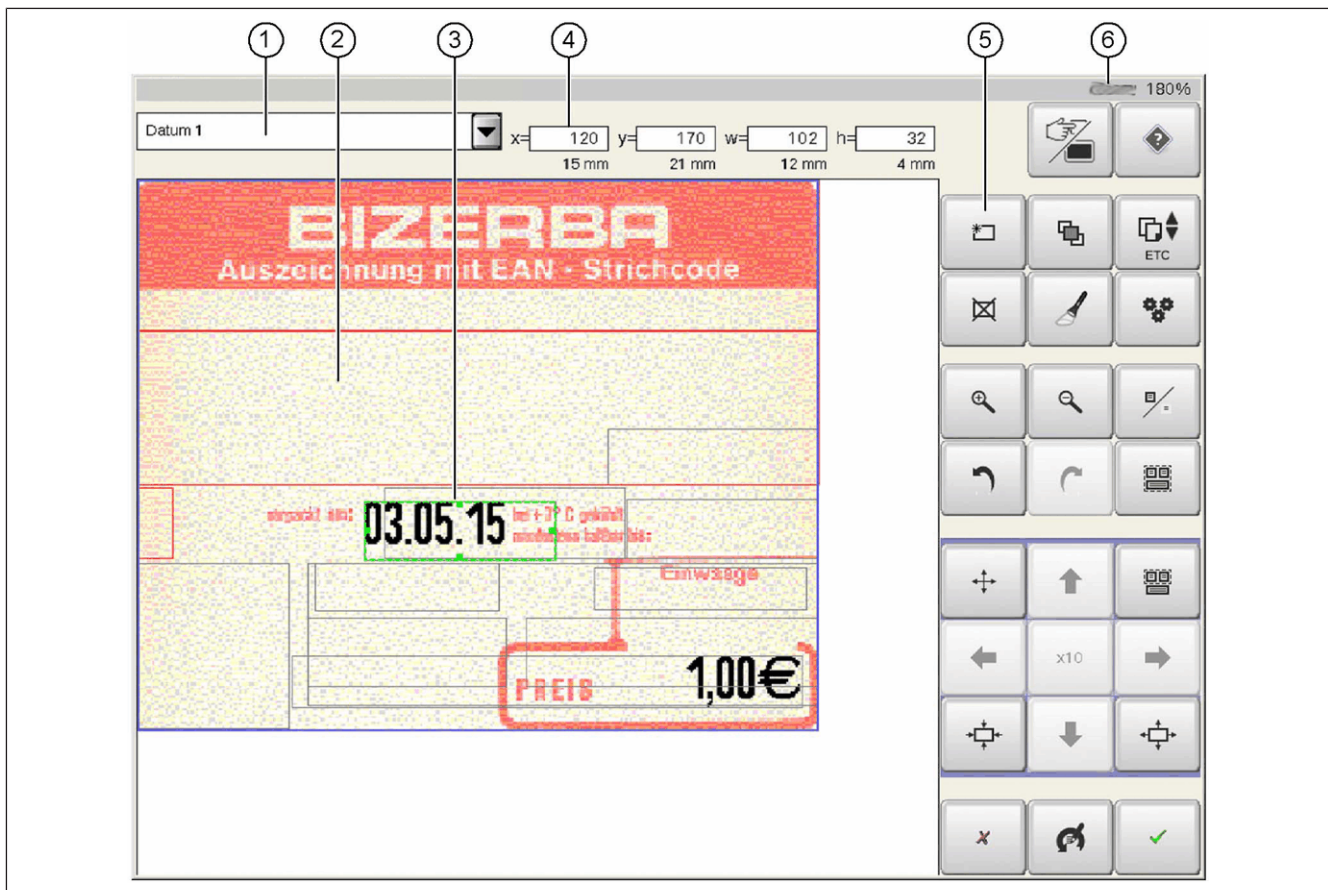 1 2 3 4 5 6
180%
Datum 1
x= 120 y= 170 w= 102 h= 32
15 mm 21 mm 12 mm 4 mm
BIZERBA
Auszeichnung mit EAN - Strichcode
ETC
03.05.15
Einwaage
x10
PREIS 1,00€